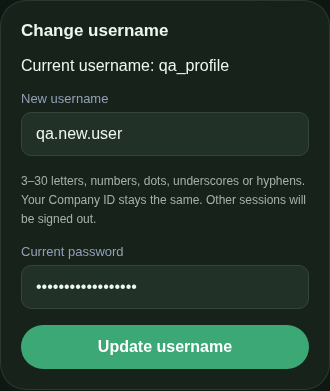 Change username
Current username: qa_profile
New username
qa.new.user
3–30 letters, numbers, dots, underscores or hyphens.
Your Company ID stays the same. Other sessions will
be signed out.
Current password
••••••••••••••••••
Update username